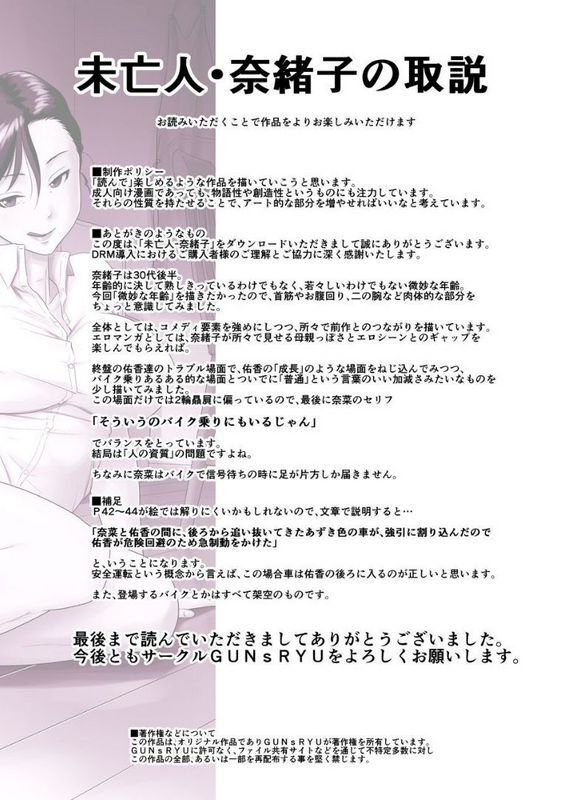 未亡人・奈緒子の取説
お読みいただくことで作品をよりお楽しみいただけます
■制作ポリシー
「読んで」楽しめるような作品を描いていこうと思います。
成人向け漫画であっても、物語性や創造性というものにも注力しています。
それらの性質を持たせることで、アート的な部分を増やせればいいなと考えています。
■あとがきのようなもの
この度は、「未亡人・奈緒子」をダウンロードいただきまして誠にありがとうございます。
DRM導入におけるご購入者様のご理解とご協力に深く感謝いたします。
奈緒子は30代後半。
年齢的に決して熟しきっているわけでもなく、若々しいわけでもない微妙な年齢。
今回「微妙な年齢」を描きたかったので、首筋やお腹回り、二の腕など肉体的な部分を
ちょっと意識してみました。
全体としては、コメディ要素を強めにしつつ、所々で前作とのつながりを描いています。
エロマンガとしては、奈緒子が所々で見せる母親っぽさとエロシーンとのギャップを
楽しんでもらえれば。
終盤の佑香達のトラブル場面で、佑香の「成長」のような場面をねじ込んでみつつ、
バイク乗りあるある的な場面とついでに「普通」という言葉のいい加減さみたいなものを
少し描いてみました。
この場面だけでは2輪贔屓に偏っているので、最後に奈菜のセリフ
「そういうのバイク乗りにもいるじゃん」
でバランスをとっています。
結局は「人の資質」の問題ですよね。
ちなみに奈菜はバイクで信号待ちの時に足が片方しか届きません。
■補足
P42～44が絵では解りにくいかもしれないので、文章で説明すると…
「奈菜と佑香の間に、後ろから追い抜いてきたあずき色の車が、強引に割り込んだので
佑香が危険回避のため急制動をかけた」
と、いうことになります。
安全運転という概念から言えば、この場合車は佑香の後ろに入るのが正しいと思います。
また、登場するバイクとかはすべて架空のものです。
最後まで読んでいただきましてありがとうございました。
今後ともサークルGUNsRYUをよろしくお願いします。
■著作権などについて
この作品は、オリジナル作品でありGUNsRYUが著作権を所有しています。
GUNsRYUに許可なく、ファイル共有サイトなどを通じて不特定多数に対し
この作品の全部、あるいは一部を再配布する事を堅く禁じます。